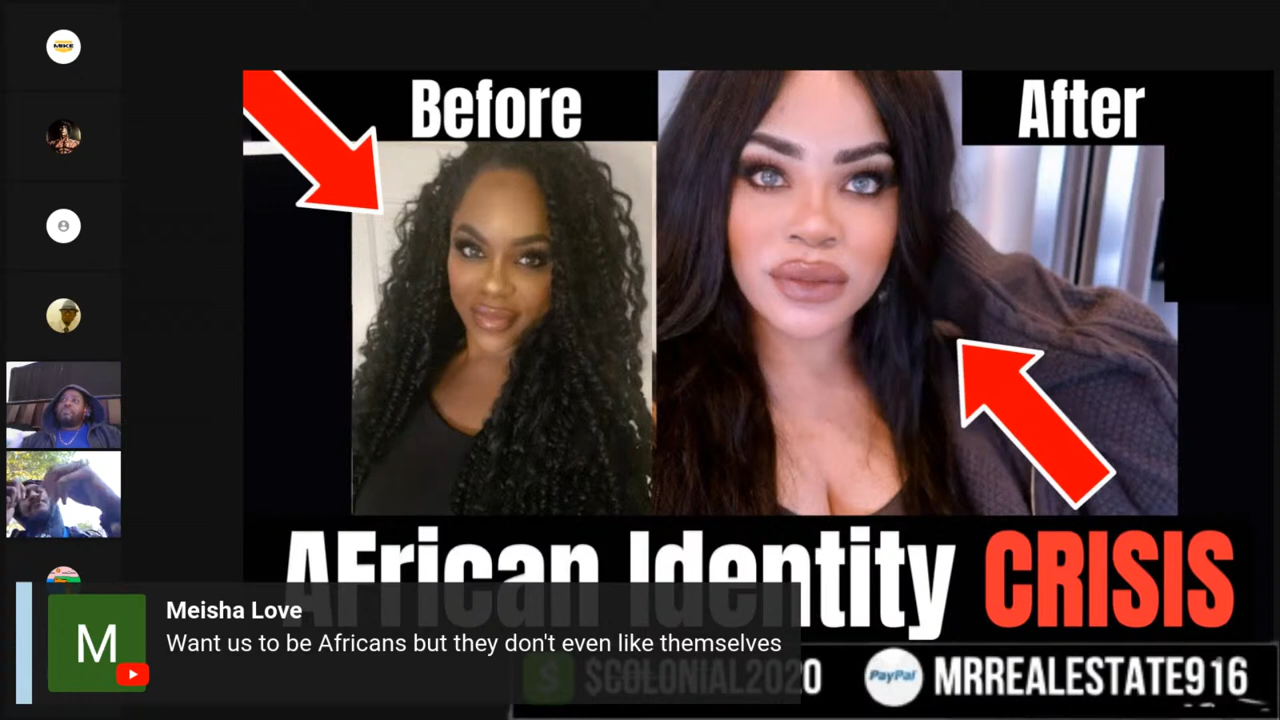 MIKE
Before
After
AFrican Identity CRISIS
M
Meisha Love
Want us to be Africans but they don't even like themselves
$ $COLONIAL2020
PayPal MRREALESTATE916